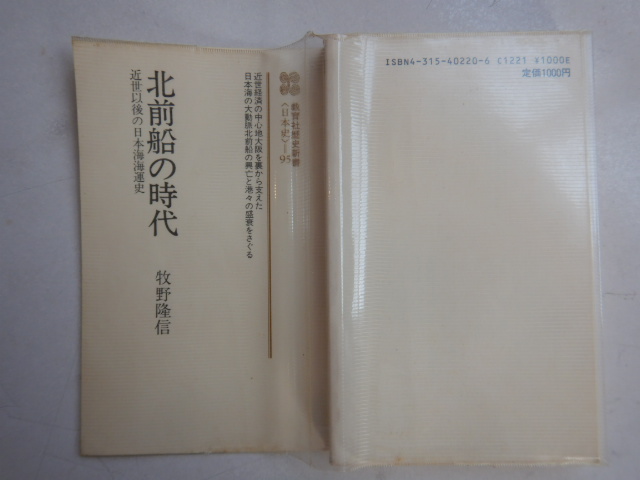 教育社歴史新書
〈日本史〉―95
近世経済の中心地大阪を裏から支えた
日本海の大動脈北前船の興亡と港々の盛衰をさぐる
北前船の時代
近世以後の日本海海運史
牧野隆信
ISBN4-315-40220-6 C1221 ¥1000E
定価1000円